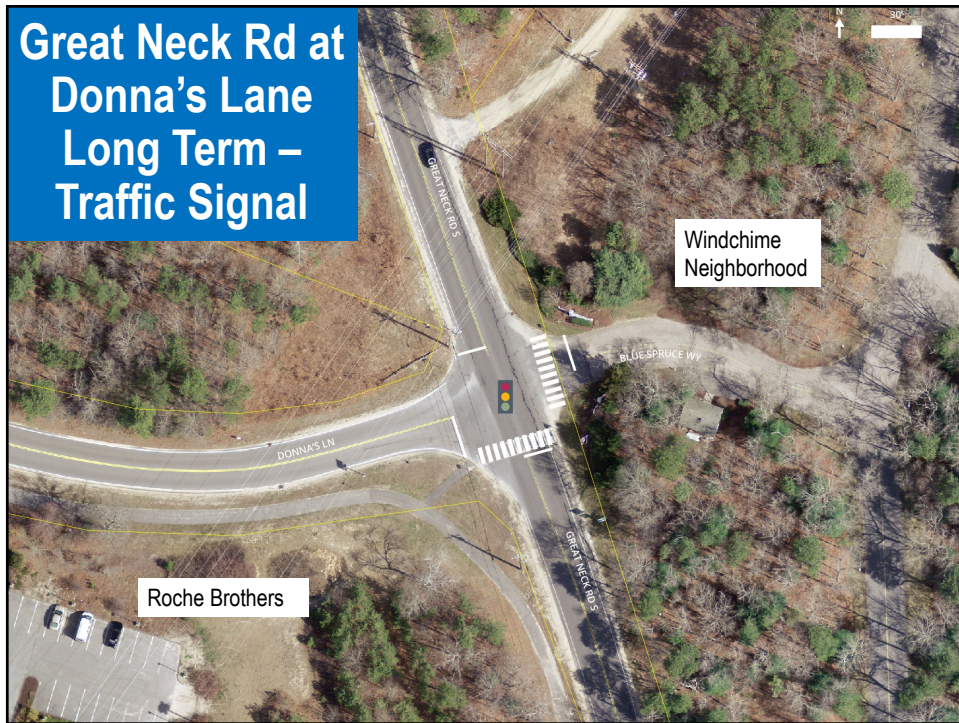 Great Neck Rd at
Donna's Lane
Long Term –
Traffic Signal
N
30'
GREAT NECK RD S
Windchime
Neighborhood
BLUE SPRUCE WY
DONNA'S LN
GREAT NECK RD S
Roche Brothers